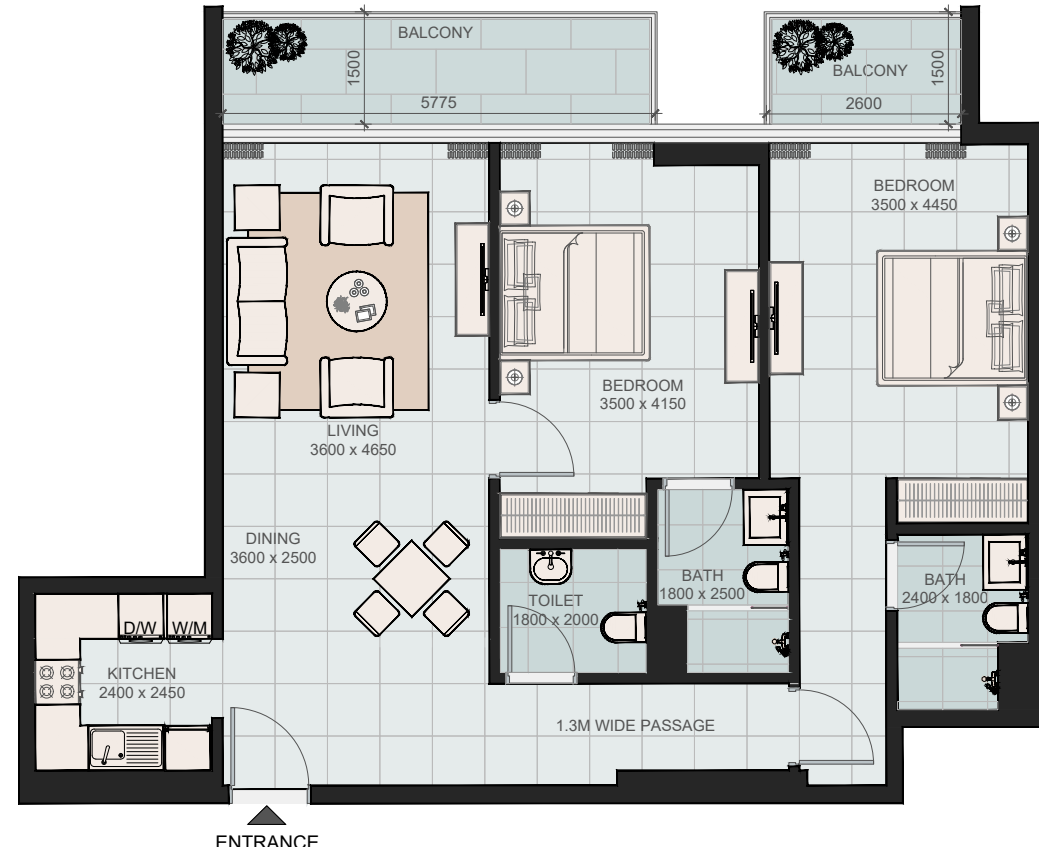 BALCONY
1500
5775
BALCONY
1500
2600
BEDROOM
3500 x 4450
BEDROOM
3500 x 4150
LIVING
3600 x 4650
DINING
3600 x 2500
TOILET
1800 x 2000
BATH
1800 x 2500
BATH
2400 x 1800
D/W
W/M
KITCHEN
2400 x 2450
1.3M WIDE PASSAGE
ENTRANCE